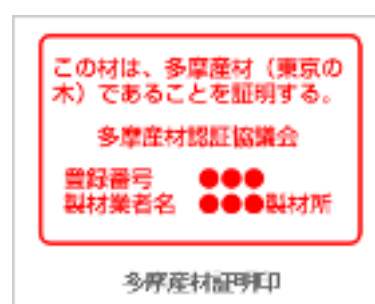 この材は、多摩産材（東京の
木）であることを証明する。
多摩産材認証協議会
登録番号 ●●●
製材業者名 ●●●製材所
多摩産材証明印